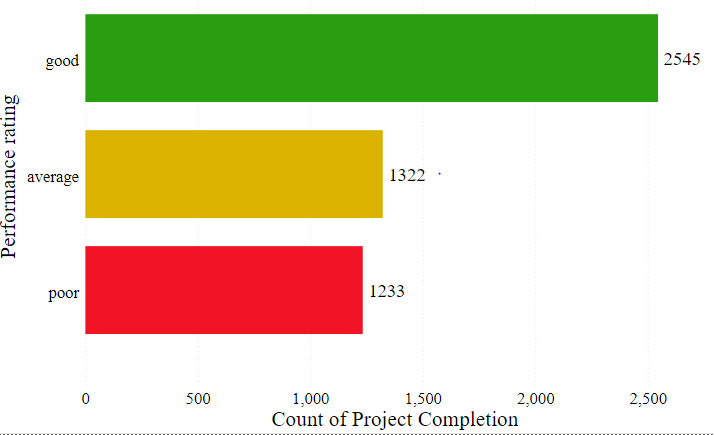 good
2545
average
1322
poor
1233
Performance rating
0 500 1,000 1,500 2,000 2,500
Count of Project Completion